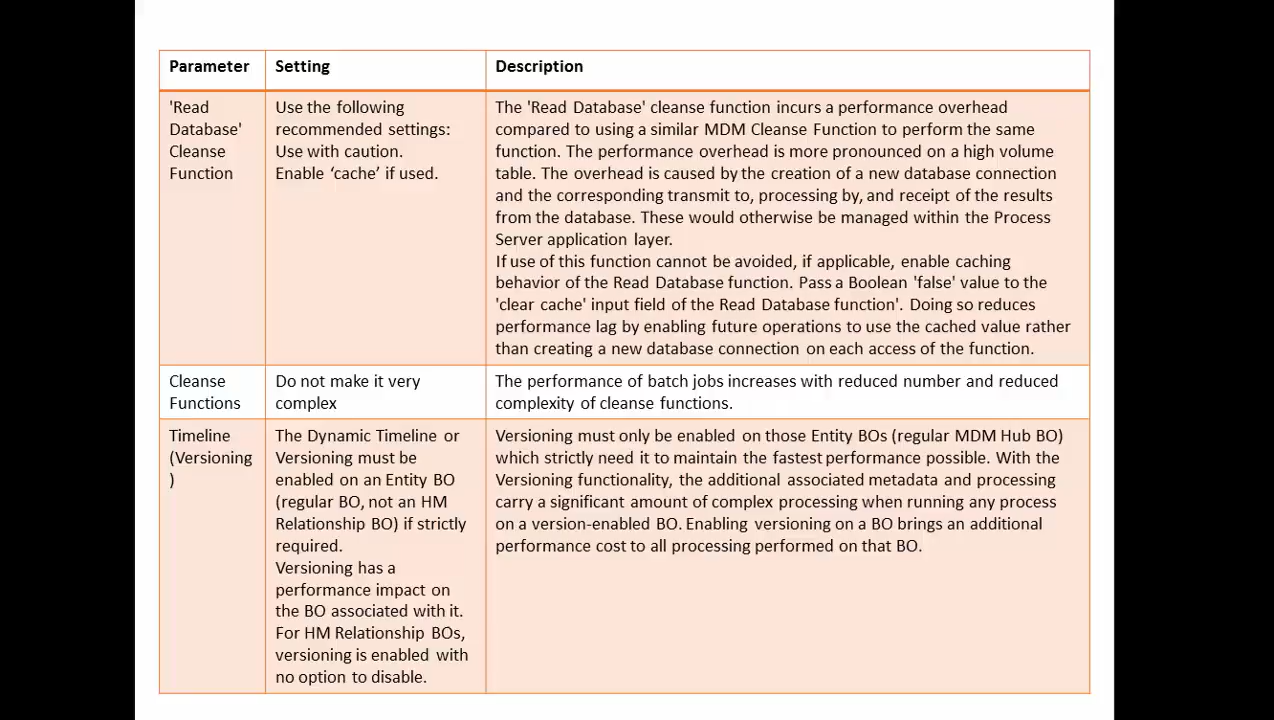 Parameter
Setting
Description
'Read
Database'
Cleanse
Function
Use the following
recommended settings:
Use with caution.
Enable ‘cache’ if used.
The 'Read Database' cleanse function incurs a performance overhead
compared to using a similar MDM Cleanse Function to perform the same
function. The performance overhead is more pronounced on a high volume
table. The overhead is caused by the creation of a new database connection
and the corresponding transmit to, processing by, and receipt of the results
from the database. These would otherwise be managed within the Process
Server application layer.
If use of this function cannot be avoided, if applicable, enable caching
behavior of the Read Database function. Pass a Boolean 'false' value to the
'clear cache' input field of the Read Database function'. Doing so reduces
performance lag by enabling future operations to use the cached value rather
than creating a new database connection on each access of the function.
Cleanse
Functions
Do not make it very
complex
The performance of batch jobs increases with reduced number and reduced
complexity of cleanse functions.
Timeline
(Versioning
)
The Dynamic Timeline or
Versioning must be
enabled on an Entity BO
(regular BO, not an HM
Relationship BO) if strictly
required.
Versioning has a
performance impact on
the BO associated with it.
For HM Relationship BOs,
versioning is enabled with
no option to disable.
Versioning must only be enabled on those Entity BOs (regular MDM Hub BO)
which strictly need it to maintain the fastest performance possible. With the
Versioning functionality, the additional associated metadata and processing
carry a significant amount of complex processing when running any process
on a version-enabled BO. Enabling versioning on a BO brings an additional
performance cost to all processing performed on that BO.